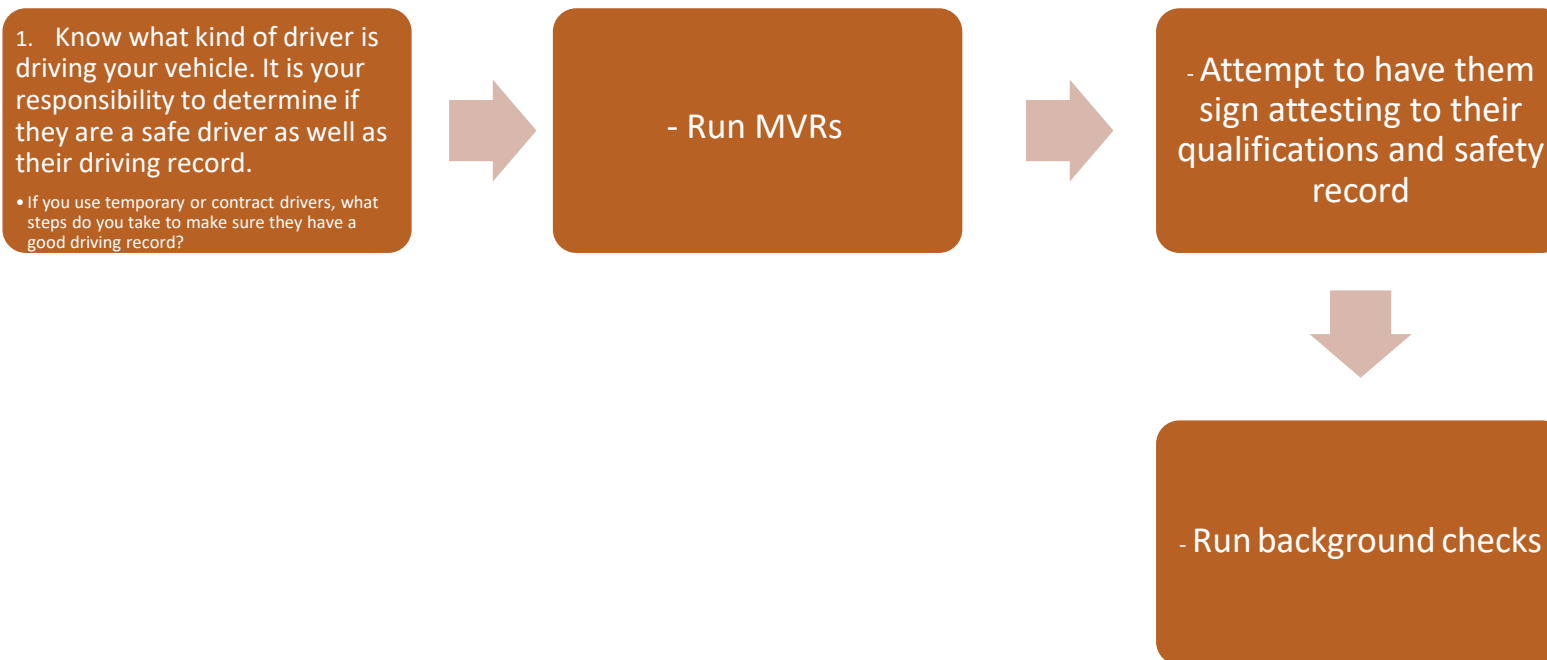 1. Know what kind of driver is
driving your vehicle. It is your
responsibility to determine if
they are a safe driver as well as
their driving record.
• If you use temporary or contract drivers, what
steps do you take to make sure they have a
good driving record?
- Run MVRs
- Attempt to have them
sign attesting to their
qualifications and safety
record
- Run background checks